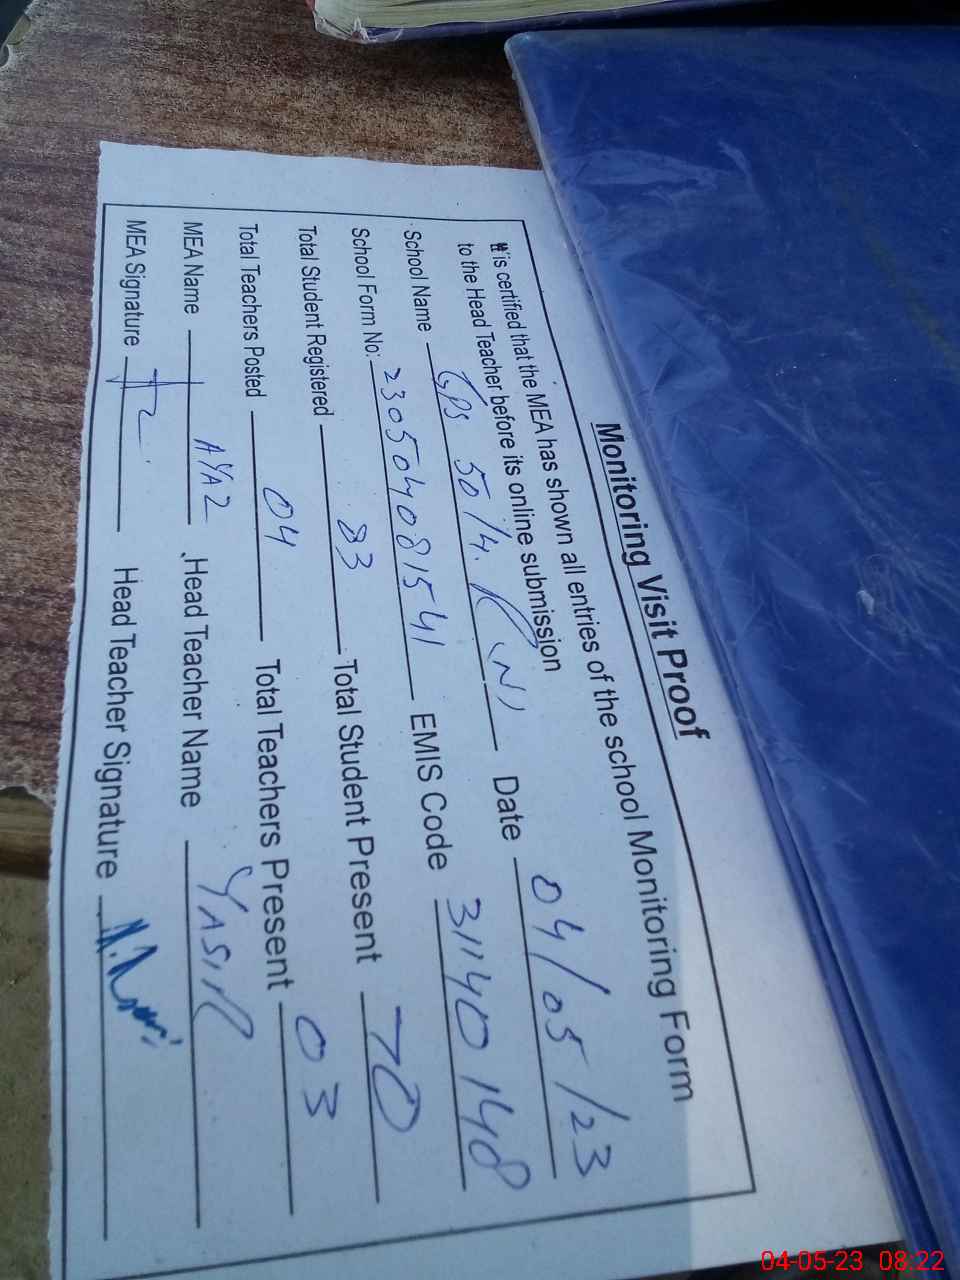 Monitoring Visit Proof
It is certified that the MEA has shown all entries of the school Monitoring Form
to the Head Teacher before its online submission
School Name GPS 50/4.R (N) Date 04/05/23
School Form No: 230504081541 EMIS Code 31140148
Total Student Registered 83 Total Student Present 70
Total Teachers Posted 04 Total Teachers Present 03
MEA Name AYAZ Head Teacher Name YASIR
MEA Signature Head Teacher Signature
04-05-23 08:22